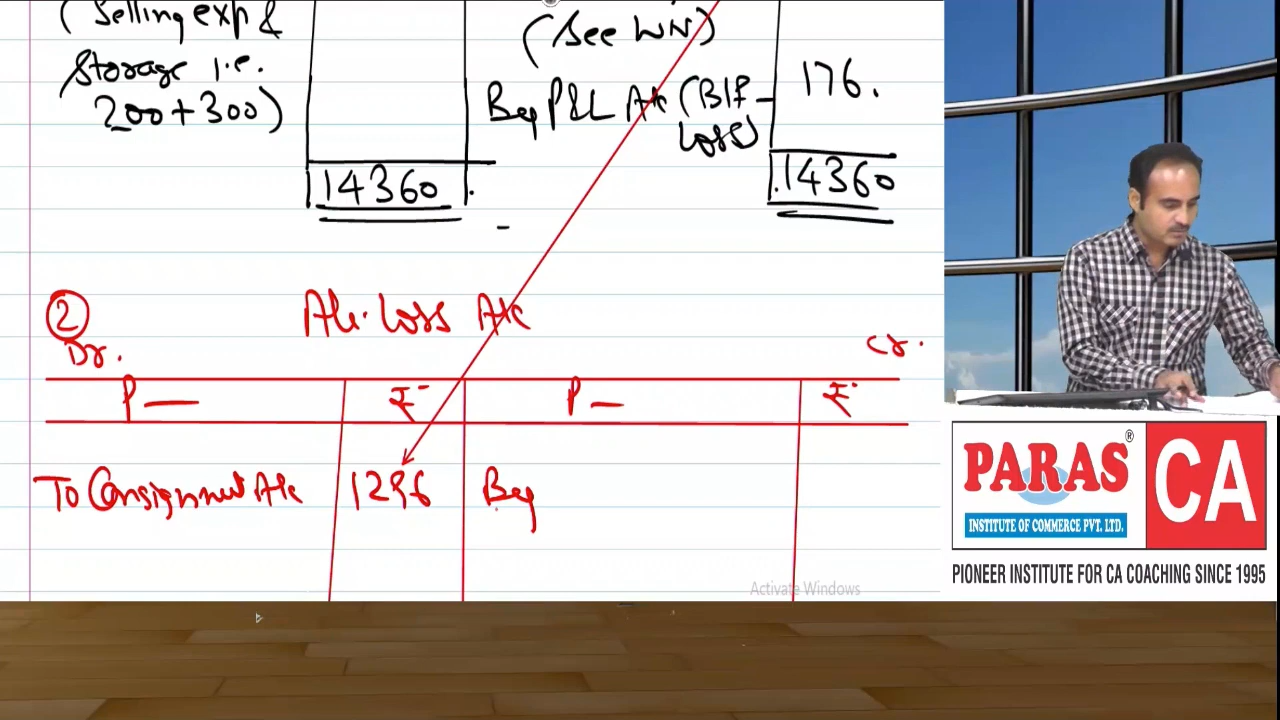 (Selling exp &
Storage i.e.
200+300)
(See WN)
By P&L A/c (B/F - 176.
Loss)
14360 14360
② Ab. Loss A/c
Dr. Cr.
P— ₹ P— ₹
To Consignment A/c 1296 By
Activate Windows
PARAS®
INSTITUTE OF COMMERCE PVT. LTD.
CA
PIONEER INSTITUTE FOR CA COACHING SINCE 1995